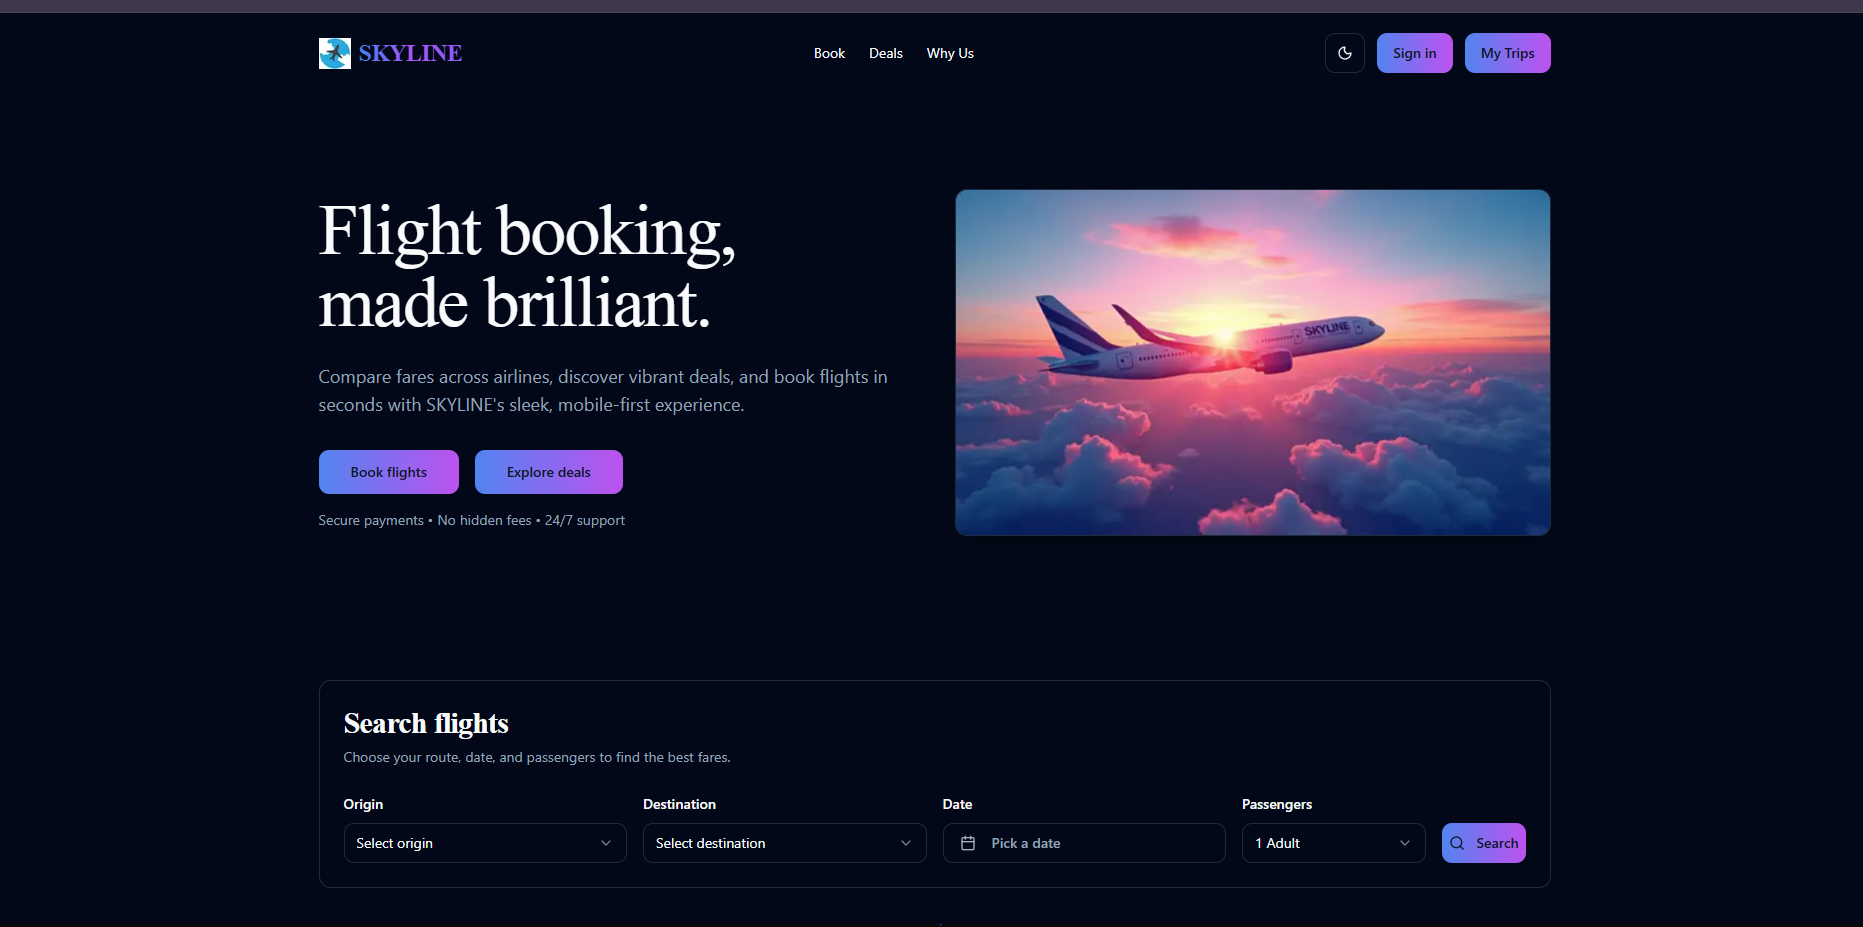 SKYLINE
Book
Deals
Why Us
Sign in
My Trips
Flight booking,
made brilliant.
Compare fares across airlines, discover vibrant deals, and book flights in
seconds with SKYLINE's sleek, mobile-first experience.
Book flights
Explore deals
Secure payments • No hidden fees • 24/7 support
SKYLINE
Search flights
Choose your route, date, and passengers to find the best fares.
Origin
Destination
Date
Passengers
Select origin
Select destination
Pick a date
1 Adult
Search